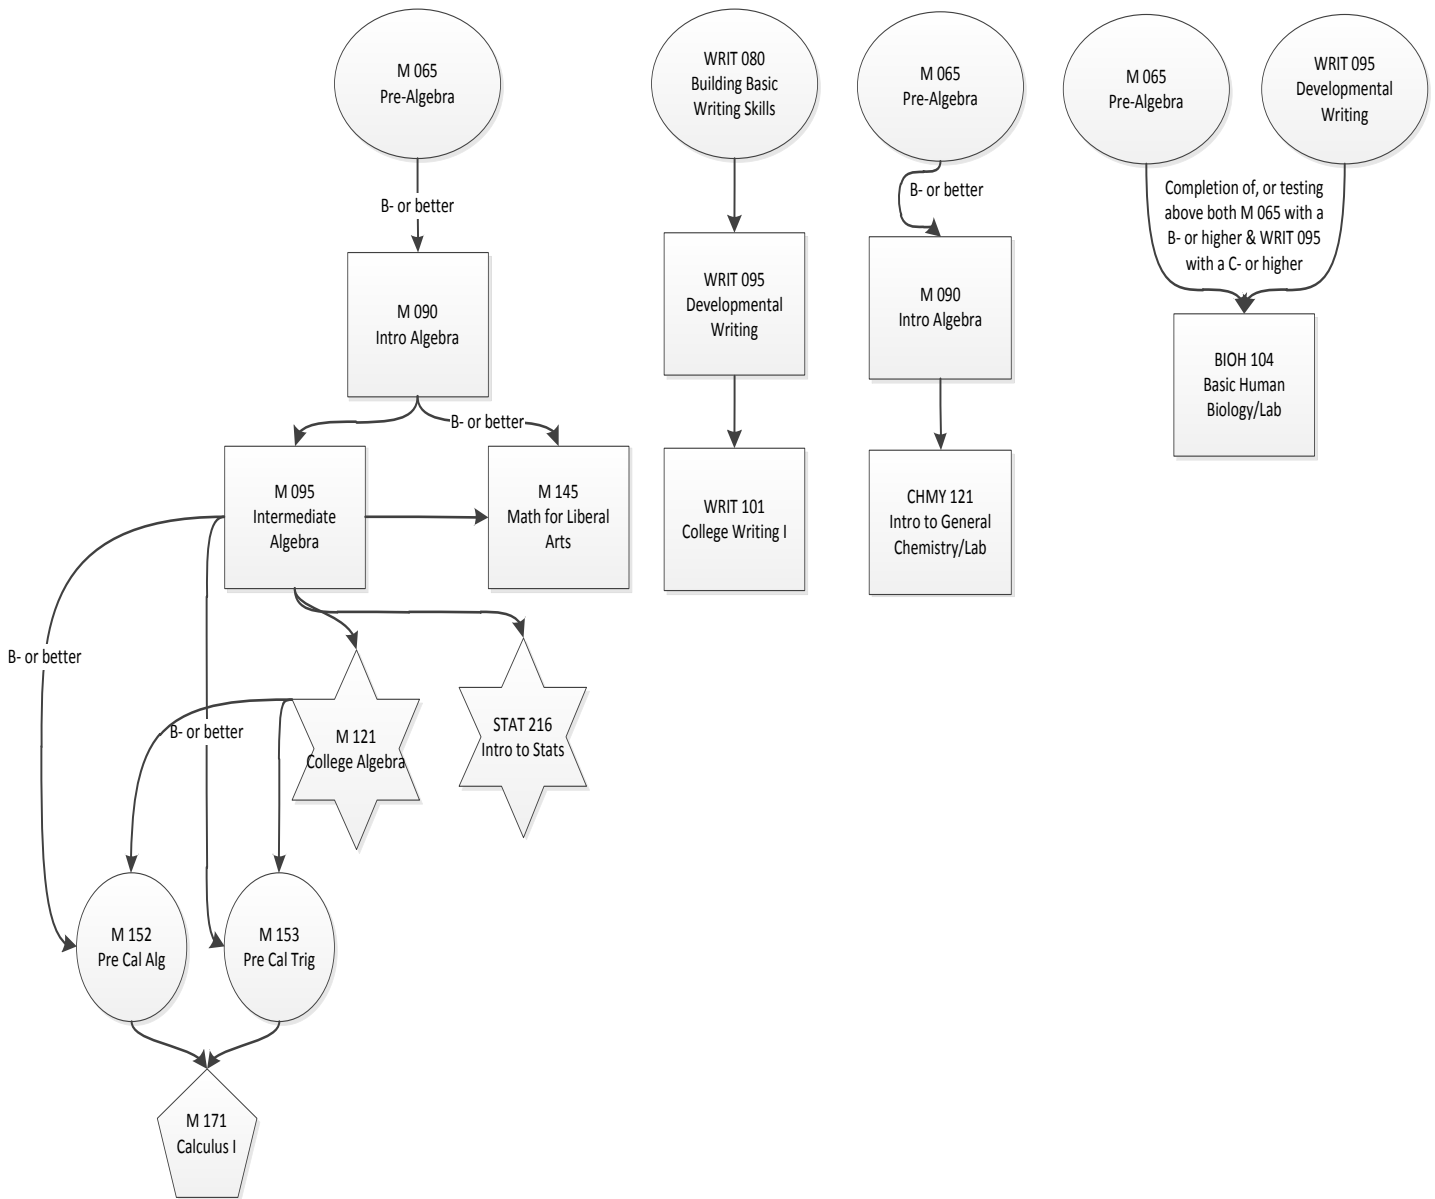 M 065
Pre-Algebra
B- or better
M 090
Intro Algebra
B- or better
M 095
Intermediate
Algebra
M 145
Math for Liberal
Arts
B- or better
B- or better
M 121
College Algebra
STAT 216
Intro to Stats
M 152
Pre Cal Alg
M 153
Pre Cal Trig
M 171
Calculus I
WRIT 080
Building Basic
Writing Skills
WRIT 095
Developmental
Writing
WRIT 101
College Writing I
M 065
Pre-Algebra
B- or better
M 090
Intro Algebra
CHMY 121
Intro to General
Chemistry/Lab
M 065
Pre-Algebra
WRIT 095
Developmental
Writing
Completion of, or testing
above both M 065 with a
B- or higher & WRIT 095
with a C- or higher
BIOH 104
Basic Human
Biology/Lab